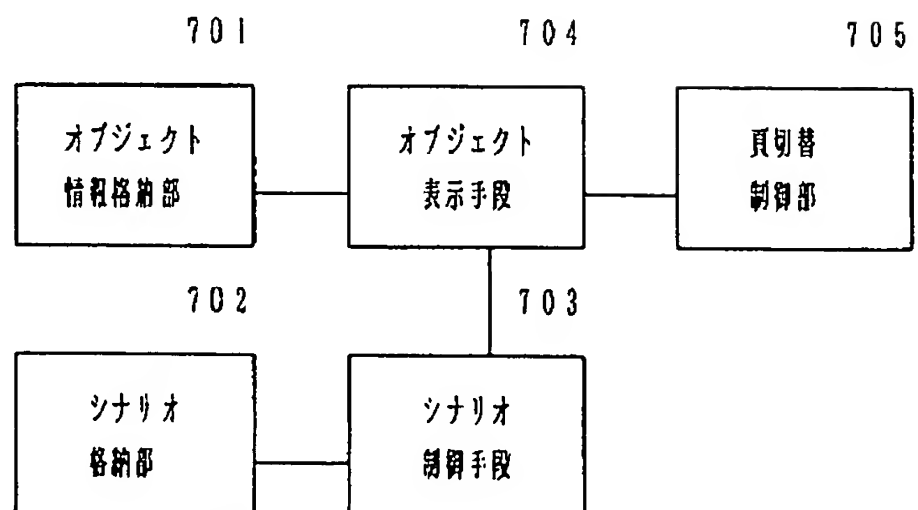 701 704 705
オブジェクト
情報格納部
オブジェクト
表示手段
頁切替
制御部
702 703
シナリオ
格納部
シナリオ
制御手段